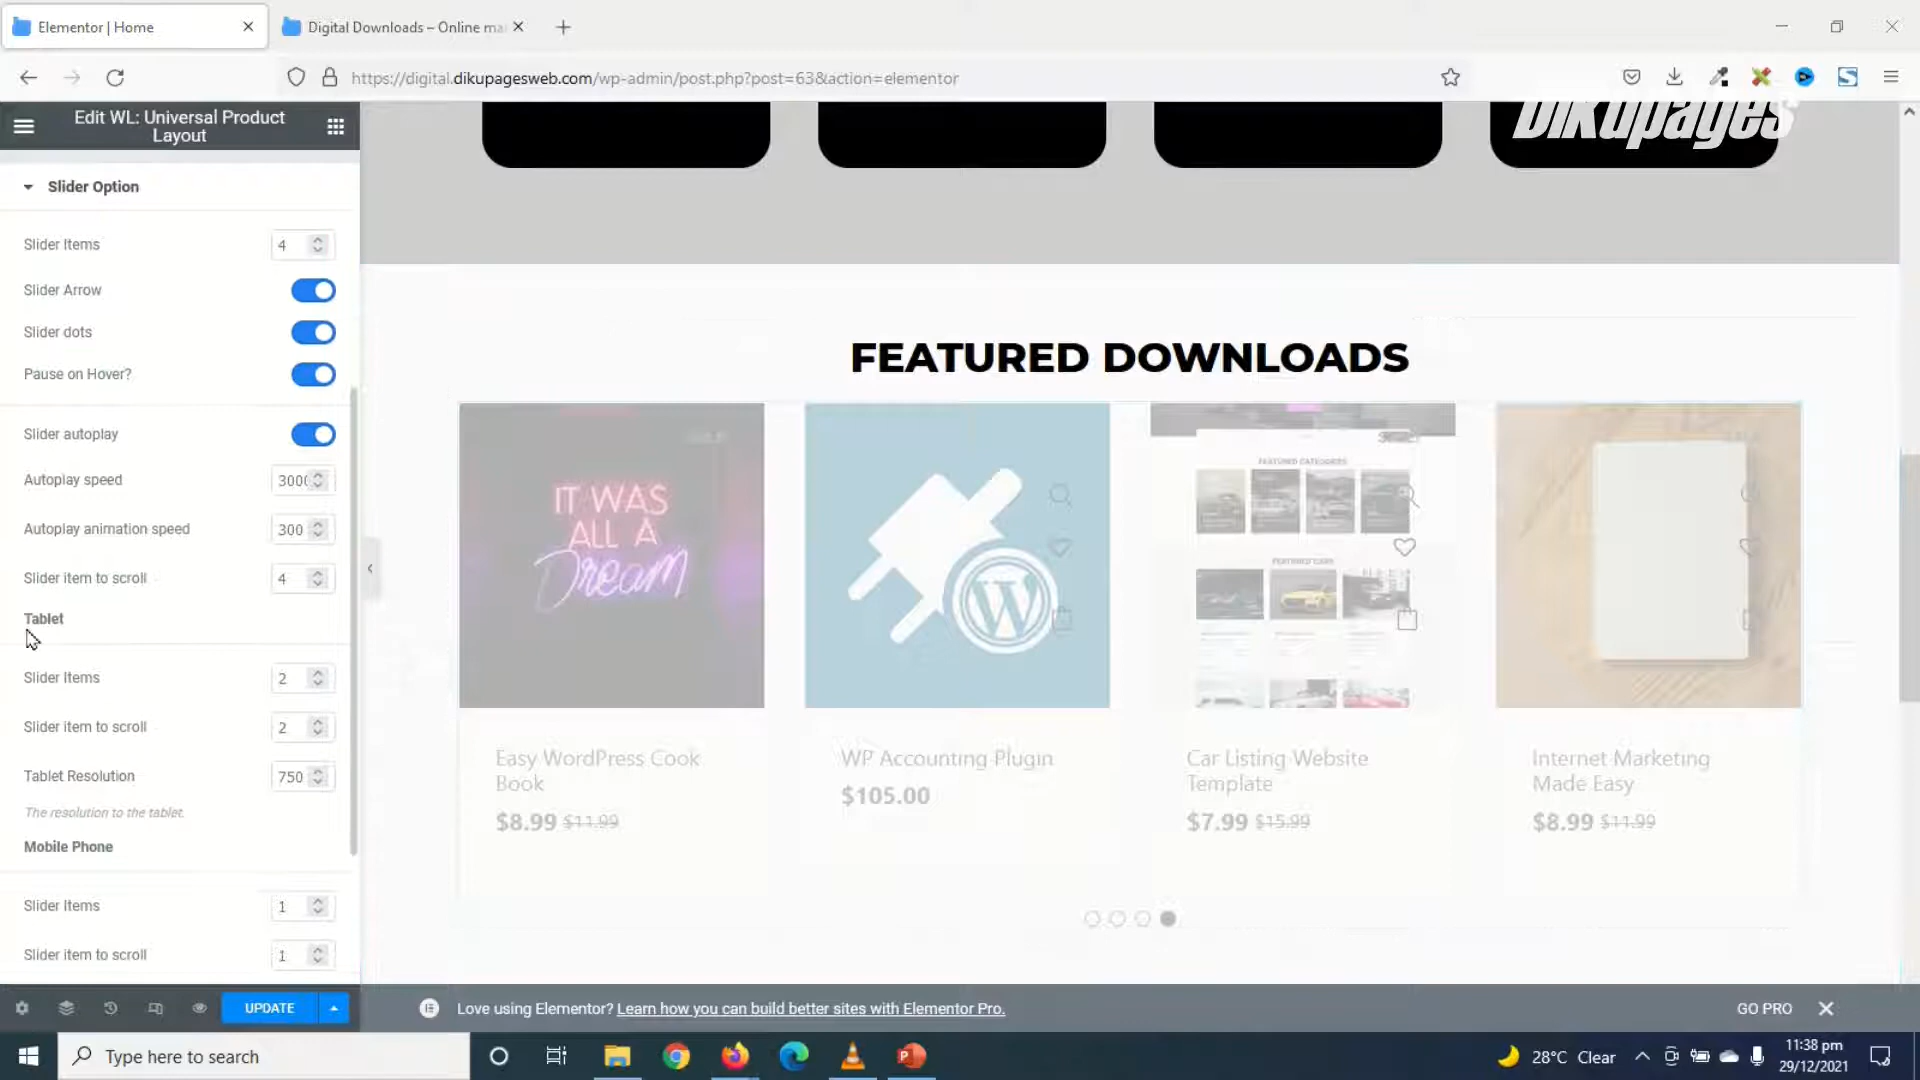 Elementor | Home
Digital Downloads – Online ma
https://digital.dikupagesweb.com/wp-admin/post.php?post=63&action=elementor
Edit WL: Universal Product
Layout
Dikupages
Slider Option
Slider Items
4
Slider Arrow
Slider dots
Pause on Hover?
Slider autoplay
Autoplay speed
3000
Autoplay animation speed
300
Slider item to scroll
4
Tablet
Slider Items
2
Slider item to scroll
2
Tablet Resolution
750
The resolution to the tablet.
Mobile Phone
Slider Items
1
Slider item to scroll
1
UPDATE
FEATURED DOWNLOADS
IT WAS
ALL A
Dream
FEATURED CATEGORIES
FEATURED CARS
Easy WordPress Cook
Book
$8.99 $11.99
WP Accounting Plugin
$105.00
Car Listing Website
Template
$7.99 $15.99
Internet Marketing
Made Easy
$8.99 $11.99
Love using Elementor? Learn how you can build better sites with Elementor Pro.
GO PRO
Type here to search
28°C Clear
11:38 pm
29/12/2021